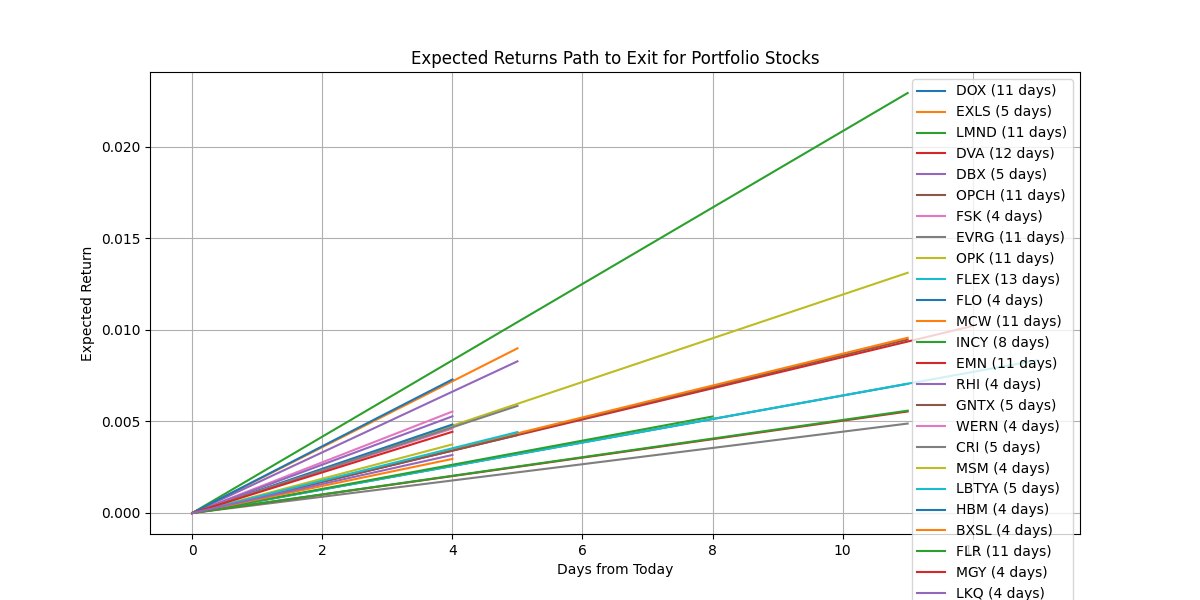 Expected Returns Path to Exit for Portfolio Stocks
Expected Return
0.020
0.015
0.010
0.005
0.000
0 2 4 6 8 10
Days from Today
DOX (11 days)
EXLS (5 days)
LMND (11 days)
DVA (12 days)
DBX (5 days)
OPCH (11 days)
FSK (4 days)
EVRG (11 days)
OPK (11 days)
FLEX (13 days)
FLO (4 days)
MCW (11 days)
INCY (8 days)
EMN (11 days)
RHI (4 days)
GNTX (5 days)
WERN (4 days)
CRI (5 days)
MSM (4 days)
LBTYA (5 days)
HBM (4 days)
BXSL (4 days)
FLR (11 days)
MGY (4 days)
LKQ (4 days)